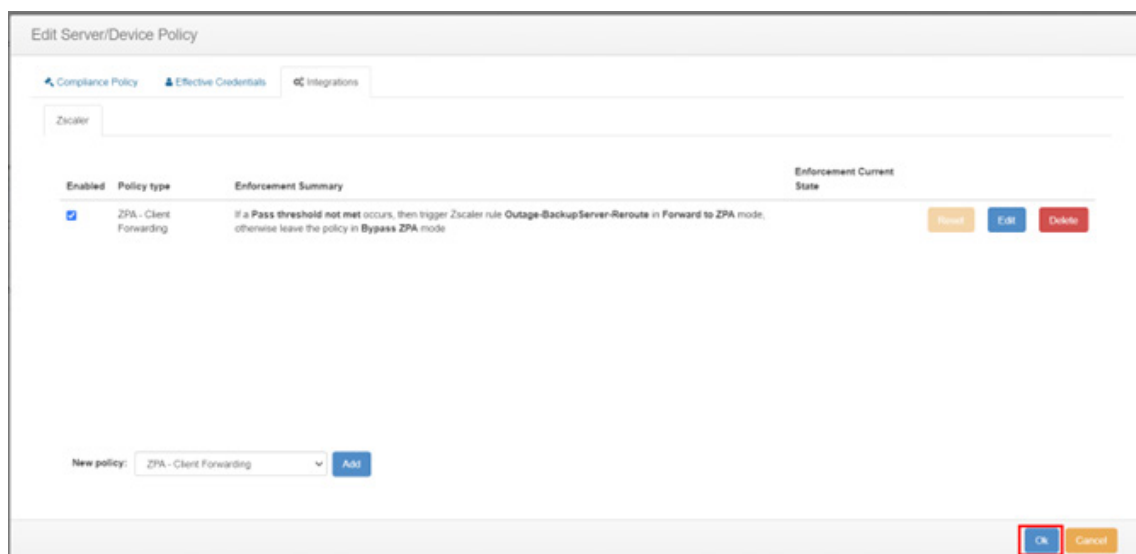 Edit Server/Device Policy
Compliance Policy
Effective Credentials
Integrations
Zscaler
Enabled
Policy type
Enforcement Summary
Enforcement Current
State
ZPA - Client
Forwarding
If a Pass threshold not met occurs, then trigger Zscaler rule Outage-BackupServer-Reroute in Forward to ZPA mode,
otherwise leave the policy in Bypass ZPA mode
Reset
Edit
Delete
New policy:
ZPA - Client Forwarding
Add
Ok
Cancel